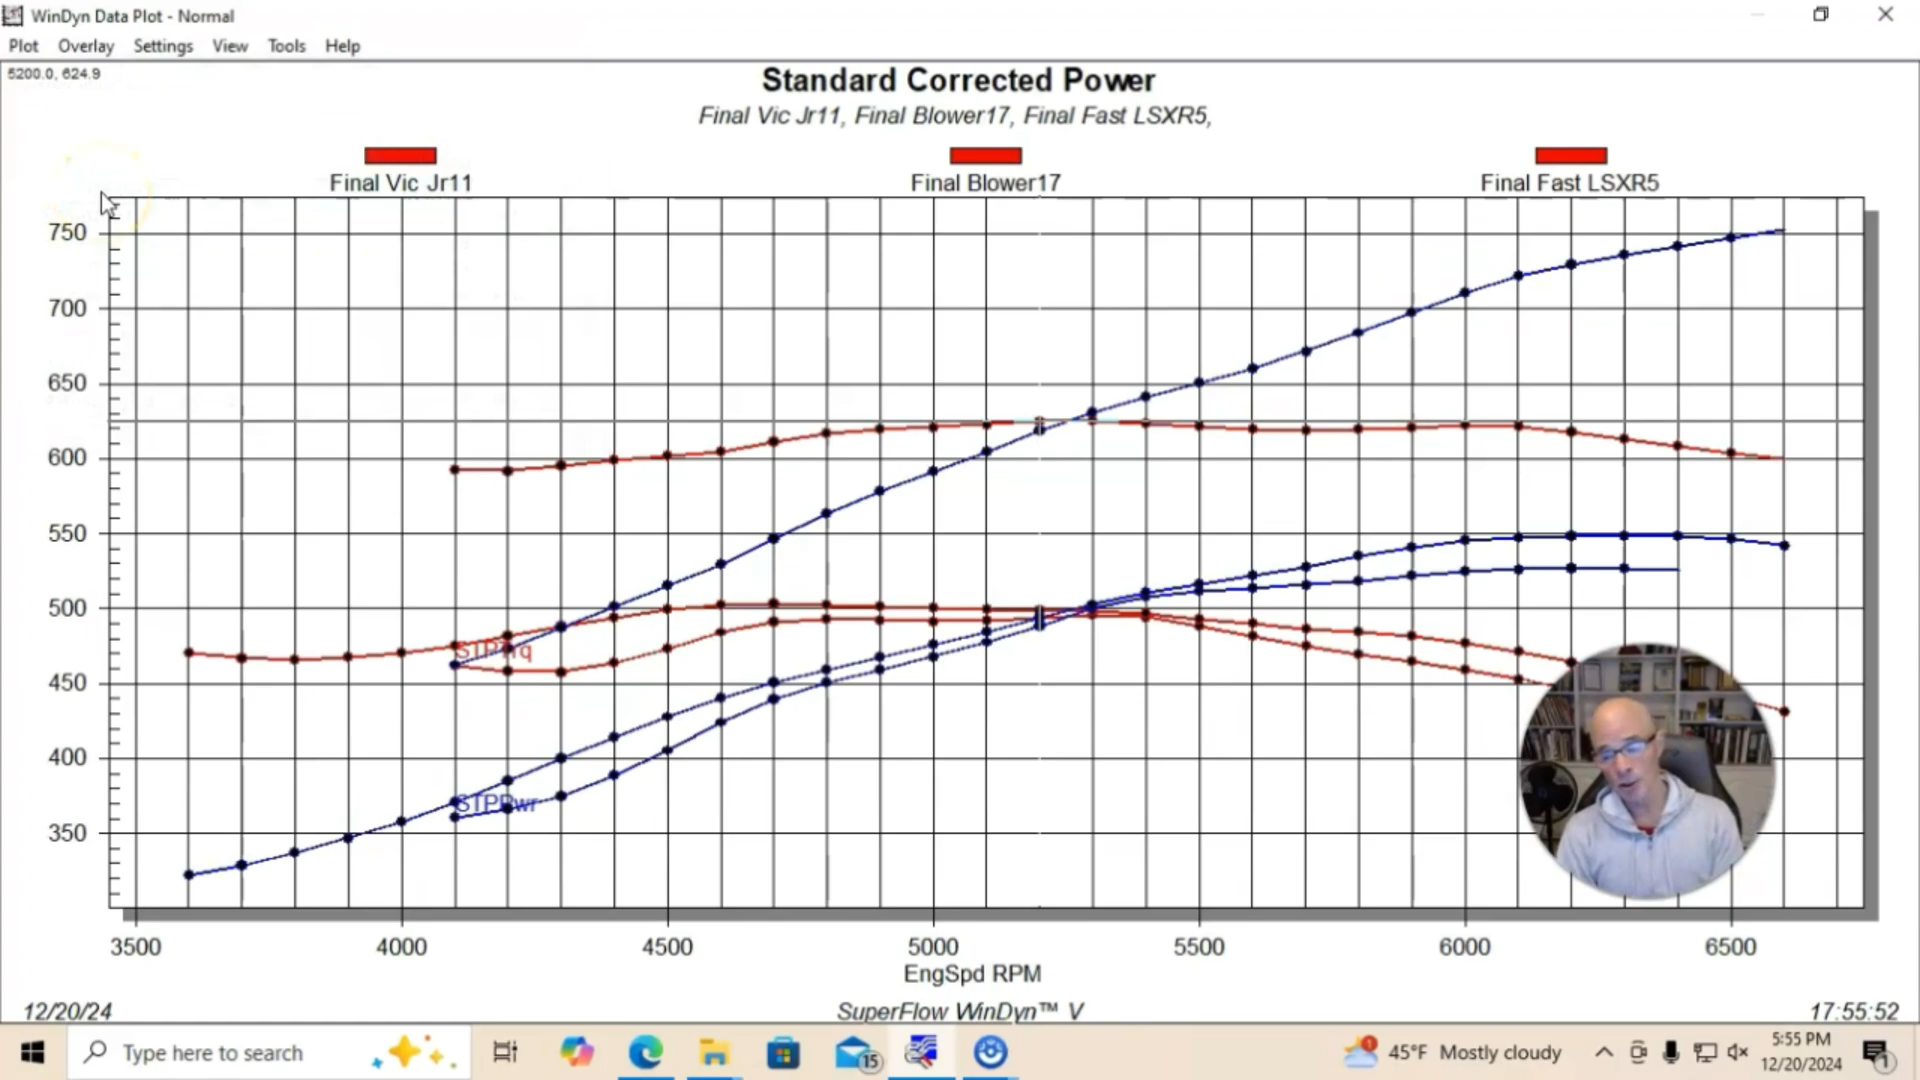 WinDyn Data Plot - Normal
Plot Overlay Settings View Tools Help
5200.0, 624.9
Standard Corrected Power
Final Vic Jr11, Final Blower17, Final Fast LSXR5,
Final Vic Jr11 Final Blower17 Final Fast LSXR5
750
700
650
600
550
500
STPTrq
450
400
STPPwr
350
3500 4000 4500 5000 5500 6000 6500
EngSpd RPM
12/20/24 SuperFlow WinDyn™ V 17:55:52
Type here to search 15 1 45°F Mostly cloudy 5:55 PM 1
12/20/2024